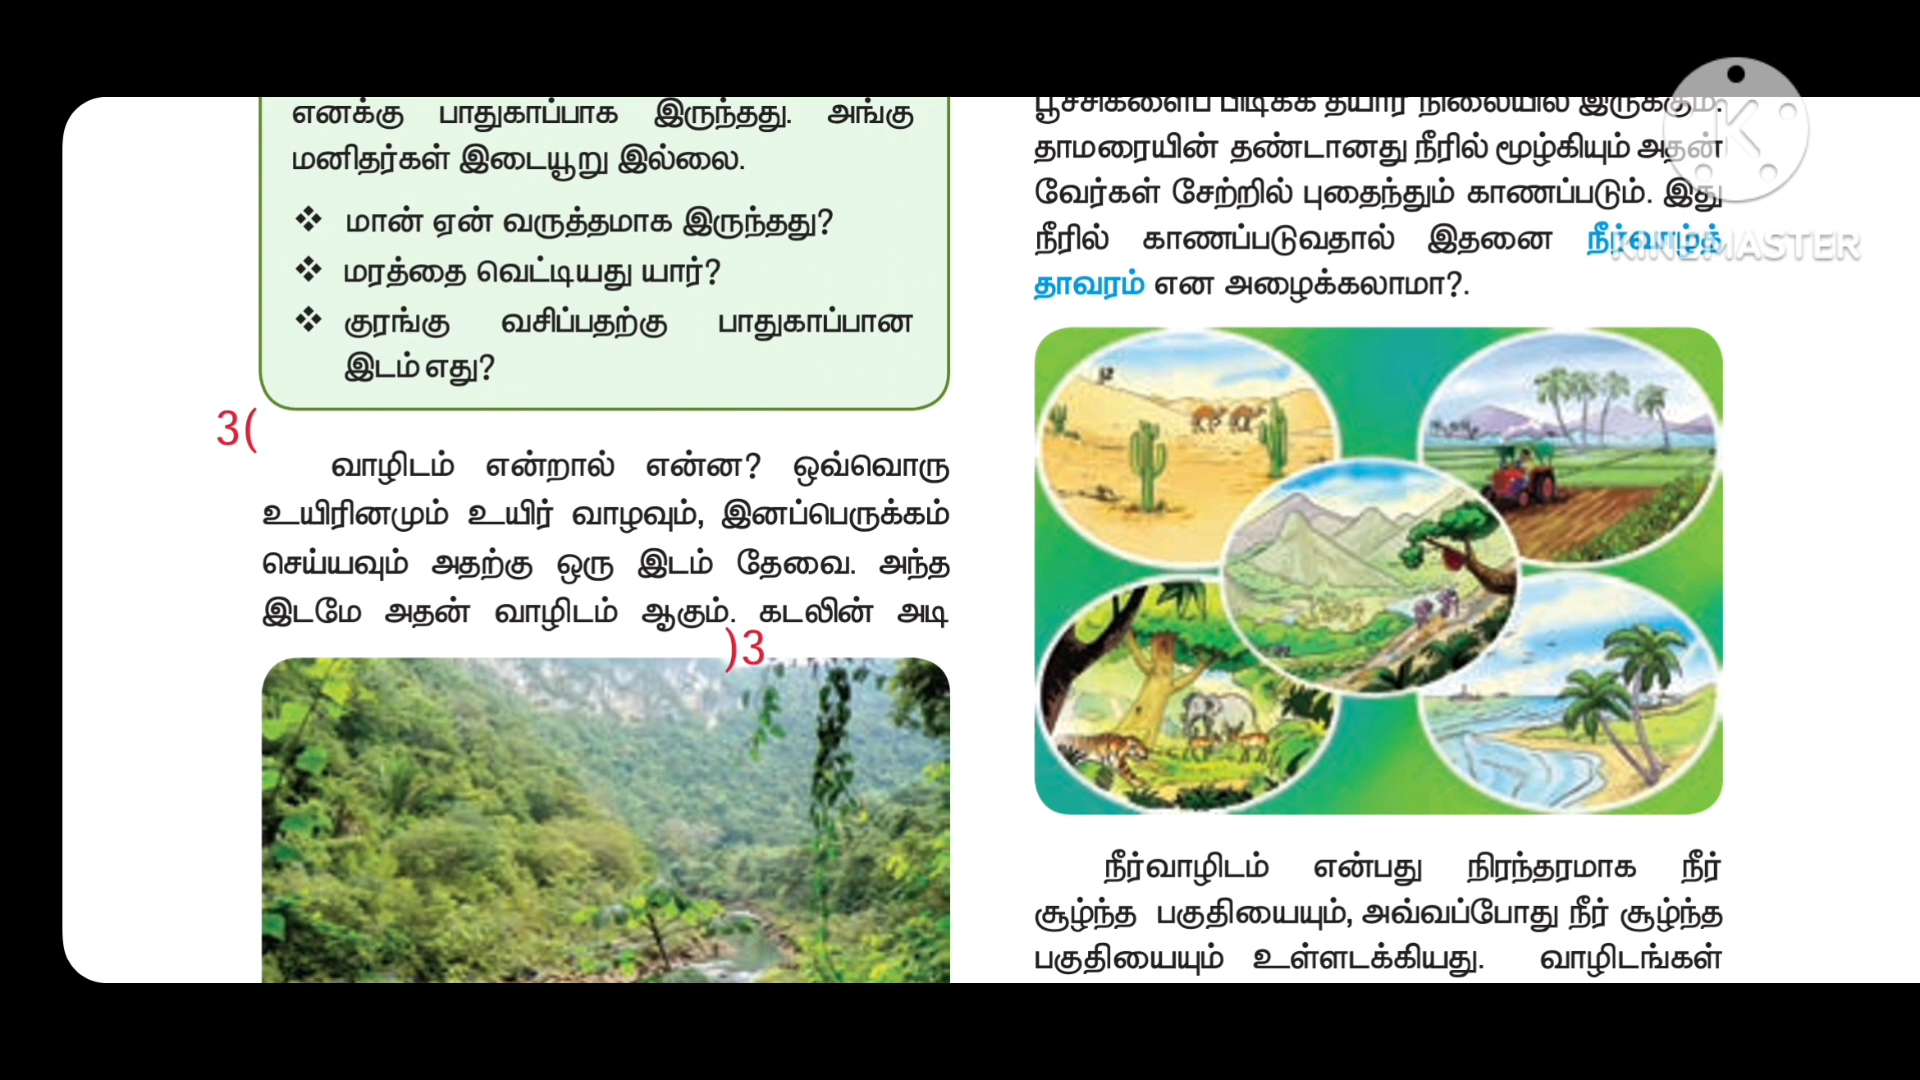 எனக்கு பாதுகாப்பாக இருந்தது. அங்கு
மனிதர்கள் இடையூறு இல்லை.
❖ மான் ஏன் வருத்தமாக இருந்தது?
❖ மரத்தை வெட்டியது யார்?
❖ குரங்கு வசிப்பதற்கு பாதுகாப்பான
இடம் எது?
3(
வாழிடம் என்றால் என்ன? ஒவ்வொரு
உயிரினமும் உயிர் வாழவும், இனப்பெருக்கம்
செய்யவும் அதற்கு ஒரு இடம் தேவை. அந்த
இடமே அதன் வாழிடம் ஆகும். கடலின் அடி
)3
பூச்சிகளைப் பிடிக்க தயார் நிலையில் இருக்கும்.
தாமரையின் தண்டானது நீரில் மூழ்கியும் அதன்
வேர்கள் சேற்றில் புதைந்தும் காணப்படும். இது
நீரில் காணப்படுவதால் இதனை நீர்வாழ்த்
தாவரம் என அழைக்கலாமா?.
நீர்வாழிடம் என்பது நிரந்தரமாக நீர்
சூழ்ந்த பகுதியையும், அவ்வப்போது நீர் சூழ்ந்த
பகுதியையும் உள்ளடக்கியது. வாழிடங்கள்
K
KINEMASTER